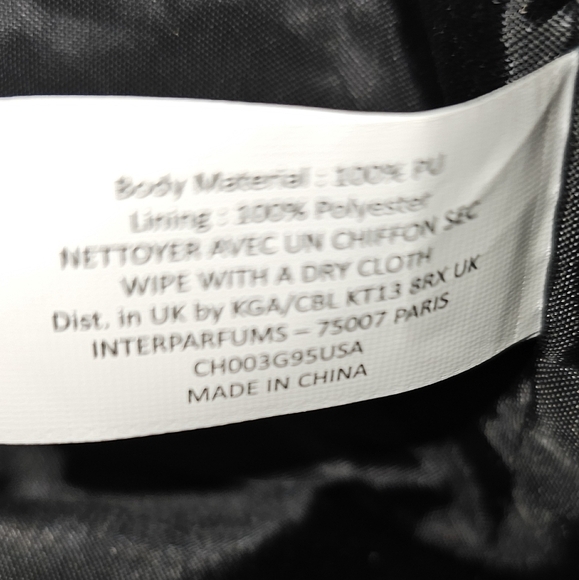 Body Material : 100% PU
Lining : 100% Polyester
NETTOYER AVEC UN CHIFFON SEC
WIPE WITH A DRY CLOTH
Dist. in UK by KGA/CBL KT13 8RX UK
INTERPARFUMS – 75007 PARIS
CH003G95USA
MADE IN CHINA